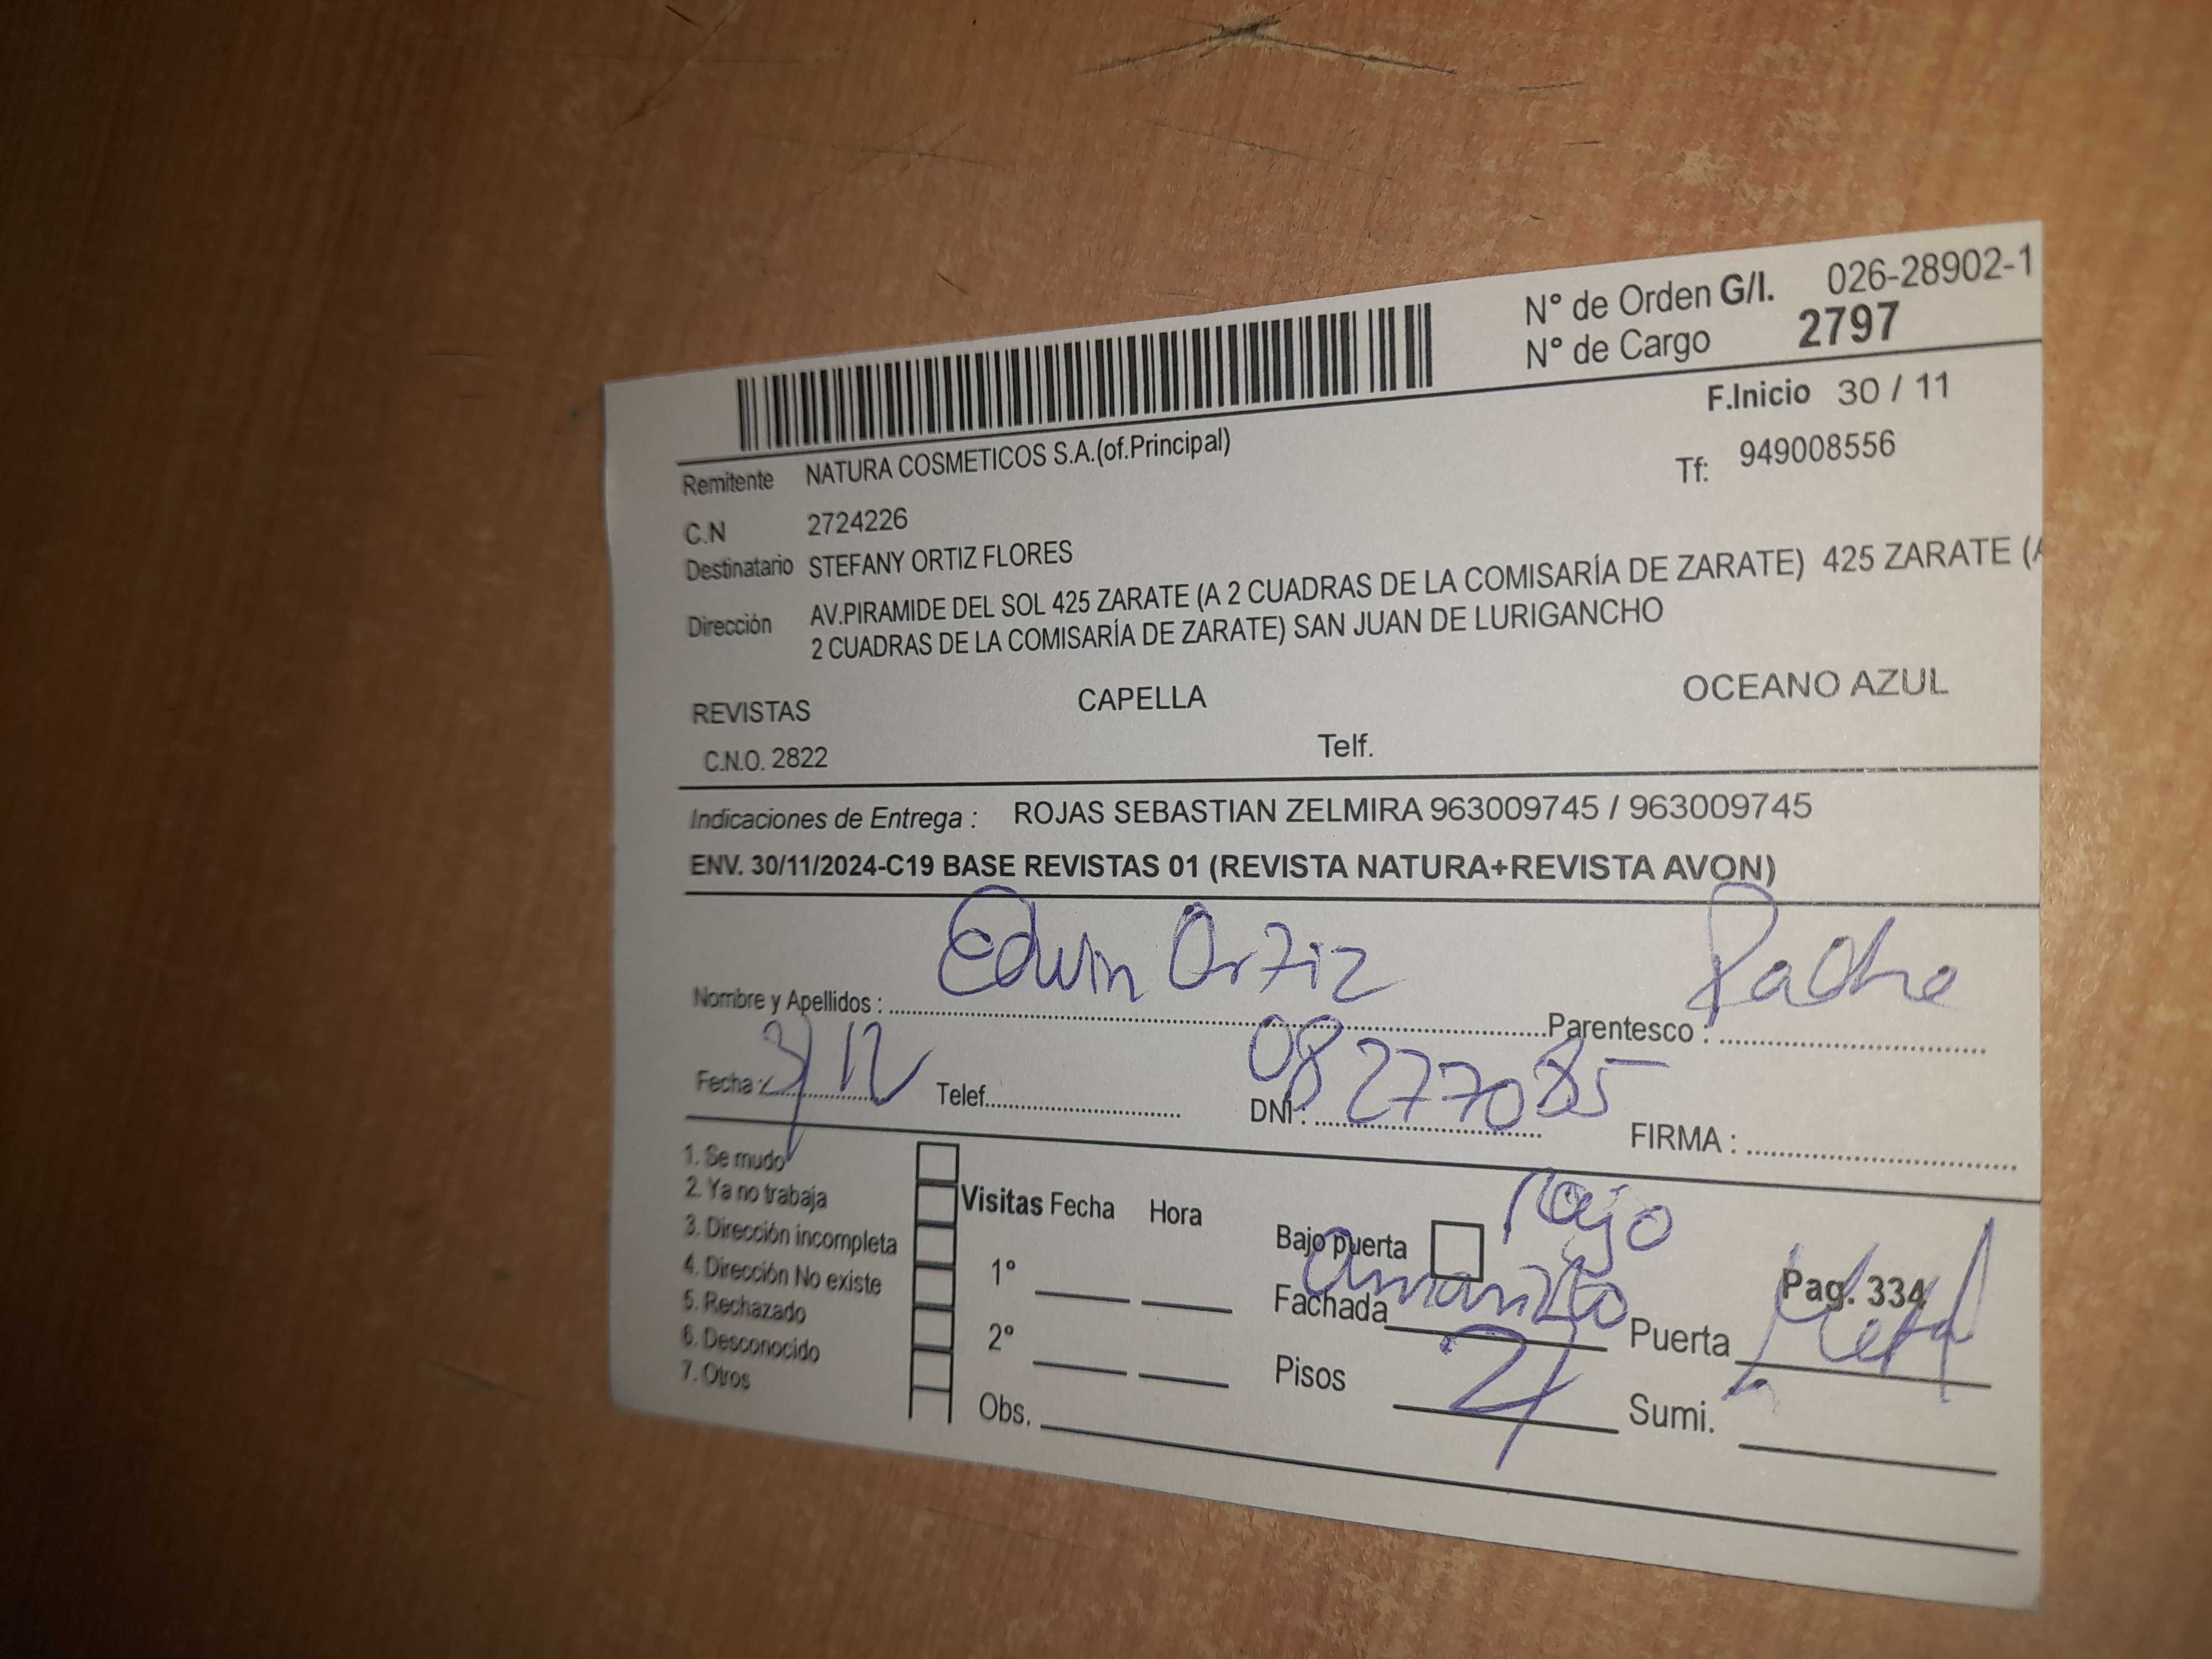 N° de Orden G/I. 026-28902-1
N° de Cargo 2797
F.Inicio 30 / 11
Remitente NATURA COSMETICOS S.A.(of.Principal)
Tf: 949008556
C.N 2724226
Destinatario STEFANY ORTIZ FLORES
Dirección AV.PIRAMIDE DEL SOL 425 ZARATE (A 2 CUADRAS DE LA COMISARÍA DE ZARATE) 425 ZARATE (A
2 CUADRAS DE LA COMISARÍA DE ZARATE) SAN JUAN DE LURIGANCHO
REVISTAS CAPELLA OCEANO AZUL
C.N.O. 2822 Telf.
Indicaciones de Entrega : ROJAS SEBASTIAN ZELMIRA 963009745 / 963009745
ENV. 30/11/2024-C19 BASE REVISTAS 01 (REVISTA NATURA+REVISTA AVON)
Nombre y Apellidos : Edwin Ortiz Parentesco : Padre
Fecha : 3/12 Telef. DNI : 08277085 FIRMA :
1. Se mudo
2. Ya no trabaja
3. Dirección incompleta
4. Dirección No existe
5. Rechazado
6. Desconocido
7. Otros
Visitas Fecha Hora
1°
2°
Obs.
Bajo puerta rojo
Fachada amarillo Puerta Metal
Pag. 334
Pisos 2 Sumi.